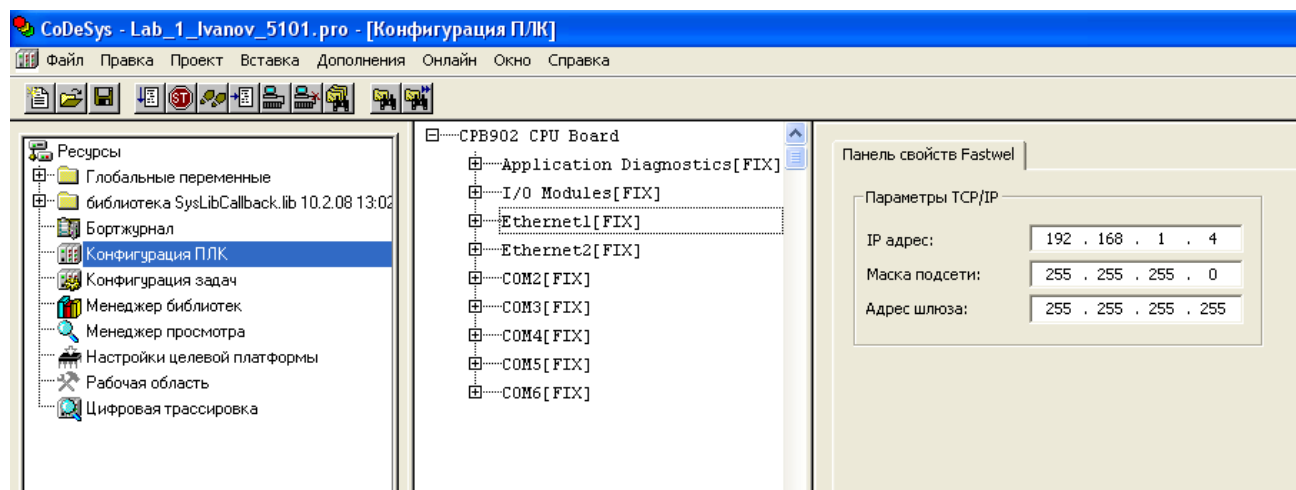 CoDeSys - Lab_1_Ivanov_5101.pro - [Конфигурация ПЛК]
Файл Правка Проект Вставка Дополнения Онлайн Окно Справка
Ресурсы
Глобальные переменные
библиотека SysLibCallback.lib 10.2.08 13:02
Бортжурнал
Конфигурация ПЛК
Конфигурация задач
Менеджер библиотек
Менеджер просмотра
Настройки целевой платформы
Рабочая область
Цифровая трассировка
CPB902 CPU Board
Application Diagnostics[FIX]
I/O Modules[FIX]
Ethernet1[FIX]
Ethernet2[FIX]
COM2[FIX]
COM3[FIX]
COM4[FIX]
COM5[FIX]
COM6[FIX]
Панель свойств Fastwel
Параметры TCP/IP
IP адрес: 192 . 168 . 1 . 4
Маска подсети: 255 . 255 . 255 . 0
Адрес шлюза: 255 . 255 . 255 . 255